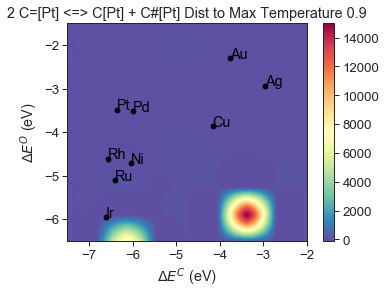 2 C=[Pt] <=> C[Pt] + C#[Pt] Dist to Max Temperature 0.9
ΔE^O (eV)
−2
−3
−4
−5
−6
Au
Ag
Cu
Pt
Pd
Rh
Ni
Ru
Ir
−7
−6
−5
−4
−3
−2
ΔE^C (eV)
14000
12000
10000
8000
6000
4000
2000
0